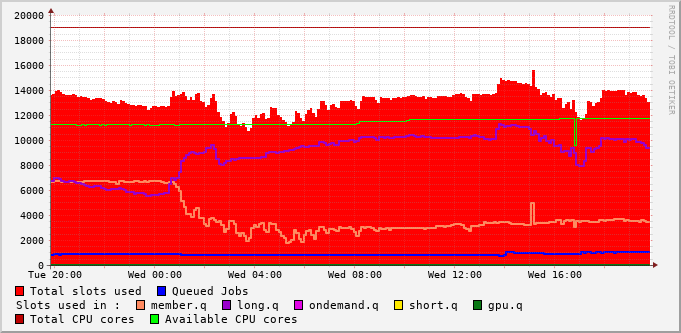 RRDTOOL / TOBI OETIKER
20000
18000
16000
14000
12000
10000
8000
6000
4000
2000
0
Tue 20:00 Wed 00:00 Wed 04:00 Wed 08:00 Wed 12:00 Wed 16:00
Total slots used Queued Jobs
Slots used in : member.q long.q ondemand.q short.q gpu.q
Total CPU cores Available CPU cores